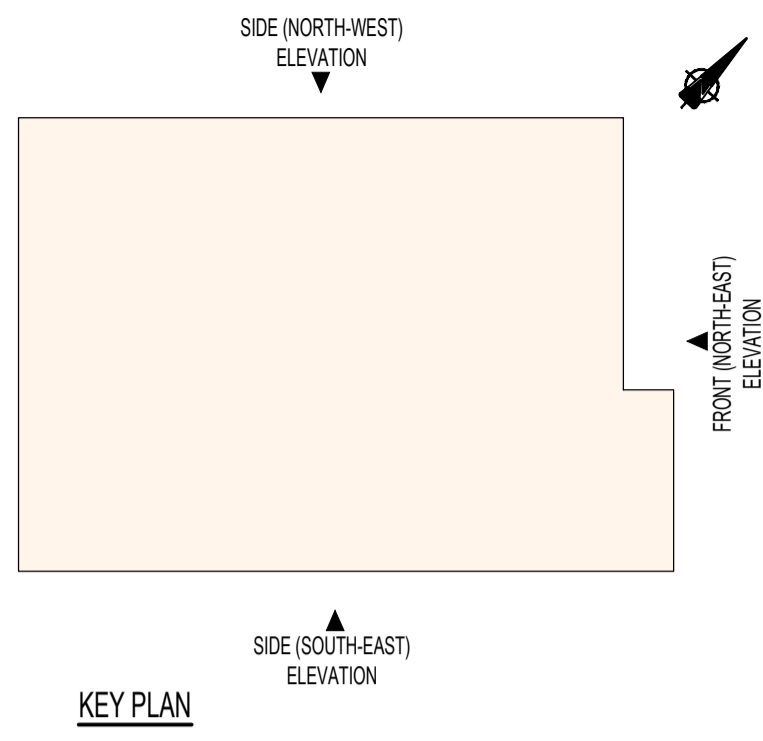 SIDE (NORTH-WEST)
ELEVATION
FRONT (NORTH-EAST)
ELEVATION
SIDE (SOUTH-EAST)
ELEVATION
KEY PLAN